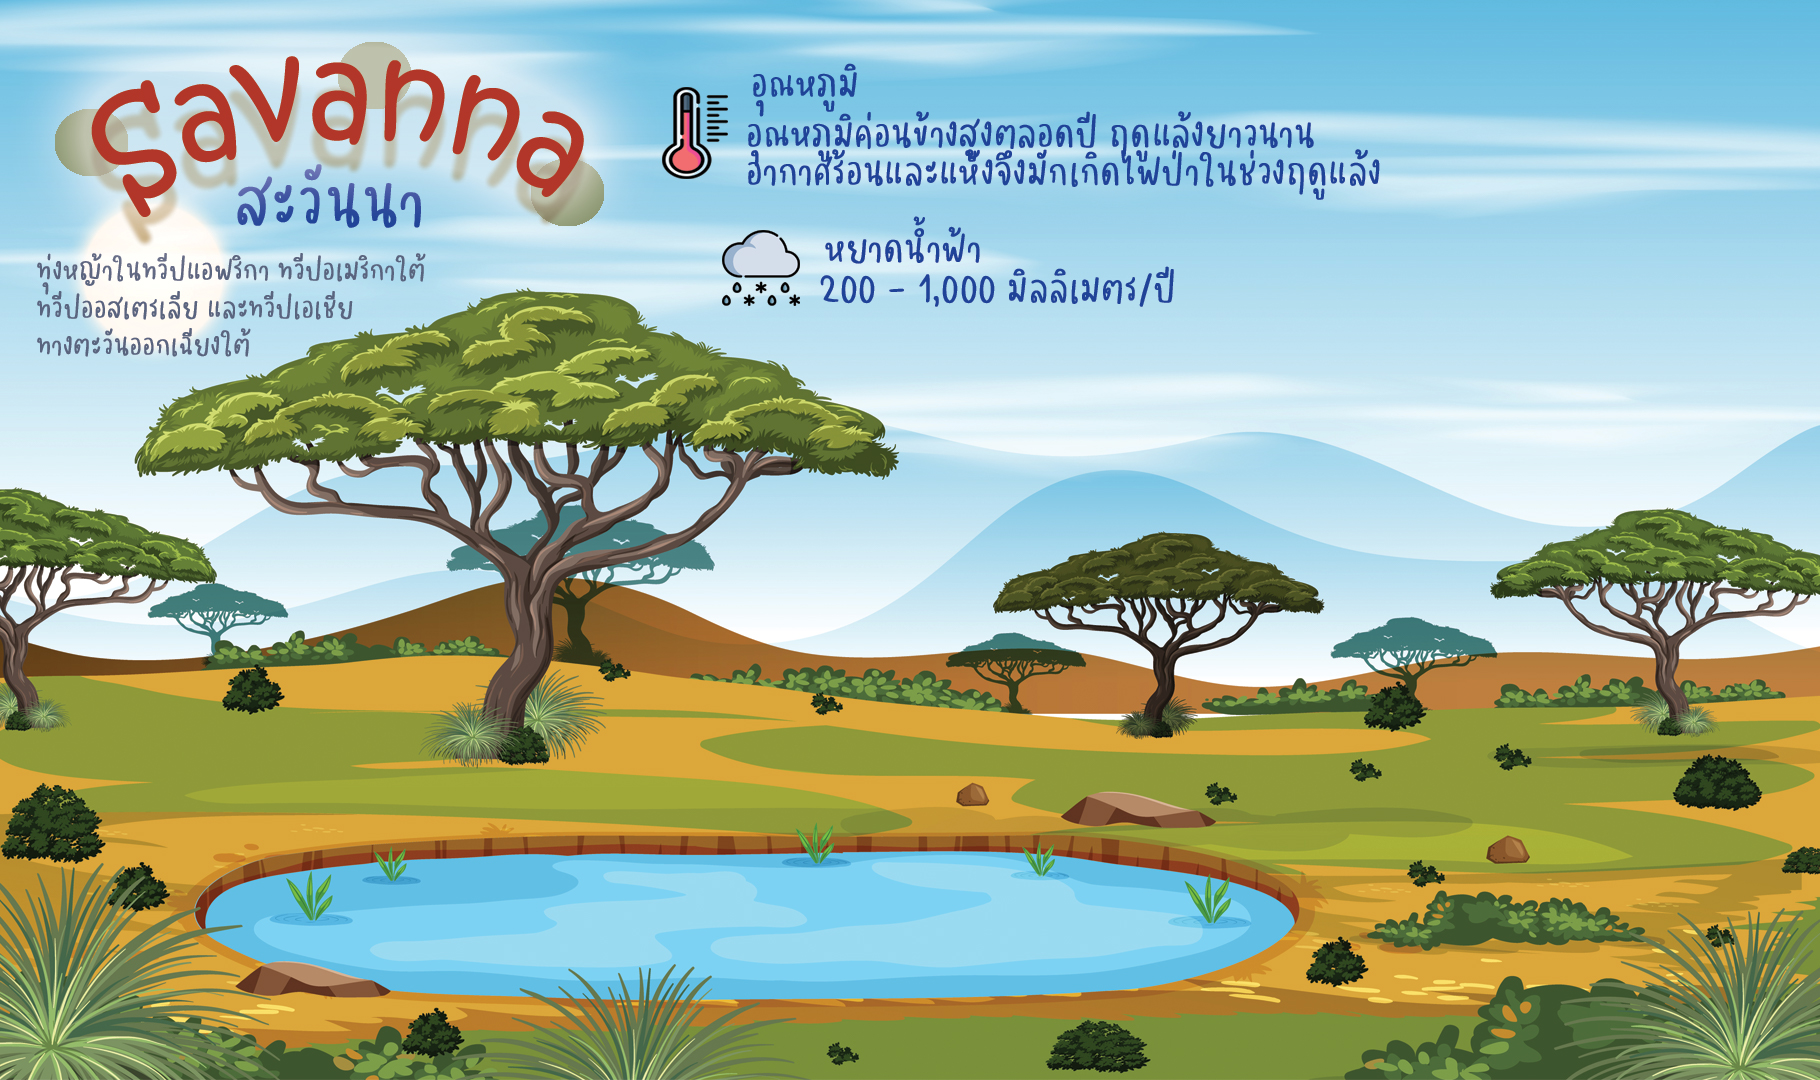 Savanna
สะวันนา
ทุ่งหญ้าในทวีปแอฟริกา ทวีปอเมริกาใต้
ทวีปออสเตรเลีย และทวีปเอเชีย
ทางตะวันออกเฉียงใต้
อุณหภูมิ
อุณหภูมิค่อนข้างสูงตลอดปี ฤดูแล้งยาวนาน
อากาศร้อนและแห้งจึงมักเกิดไฟป่าในช่วงฤดูแล้ง
หยาดน้ำฟ้า
200 - 1,000 มิลลิเมตร/ปี